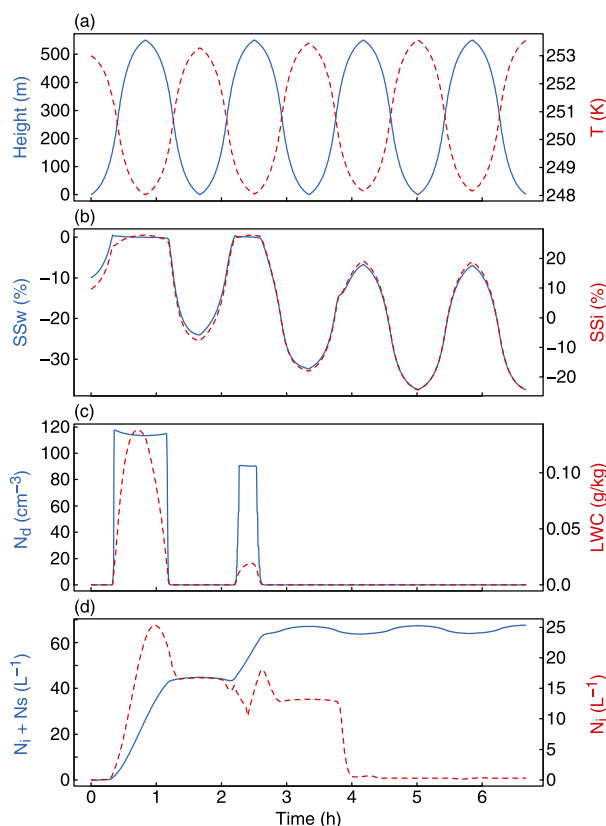 (a)
500
400
300
200
100
0
Height (m)
253
252
251
250
249
248
T (K)
(b)
0
−10
−20
−30
SSw (%)
20
10
0
−10
−20
SSi (%)
(c)
120
100
80
60
40
20
0
Nd (cm−3)
0.10
0.05
0.0
LWC (g/kg)
(d)
60
40
20
0
Ni + Ns (L−1)
25
20
15
10
5
0
Ni (L−1)
0 1 2 3 4 5 6
Time (h)